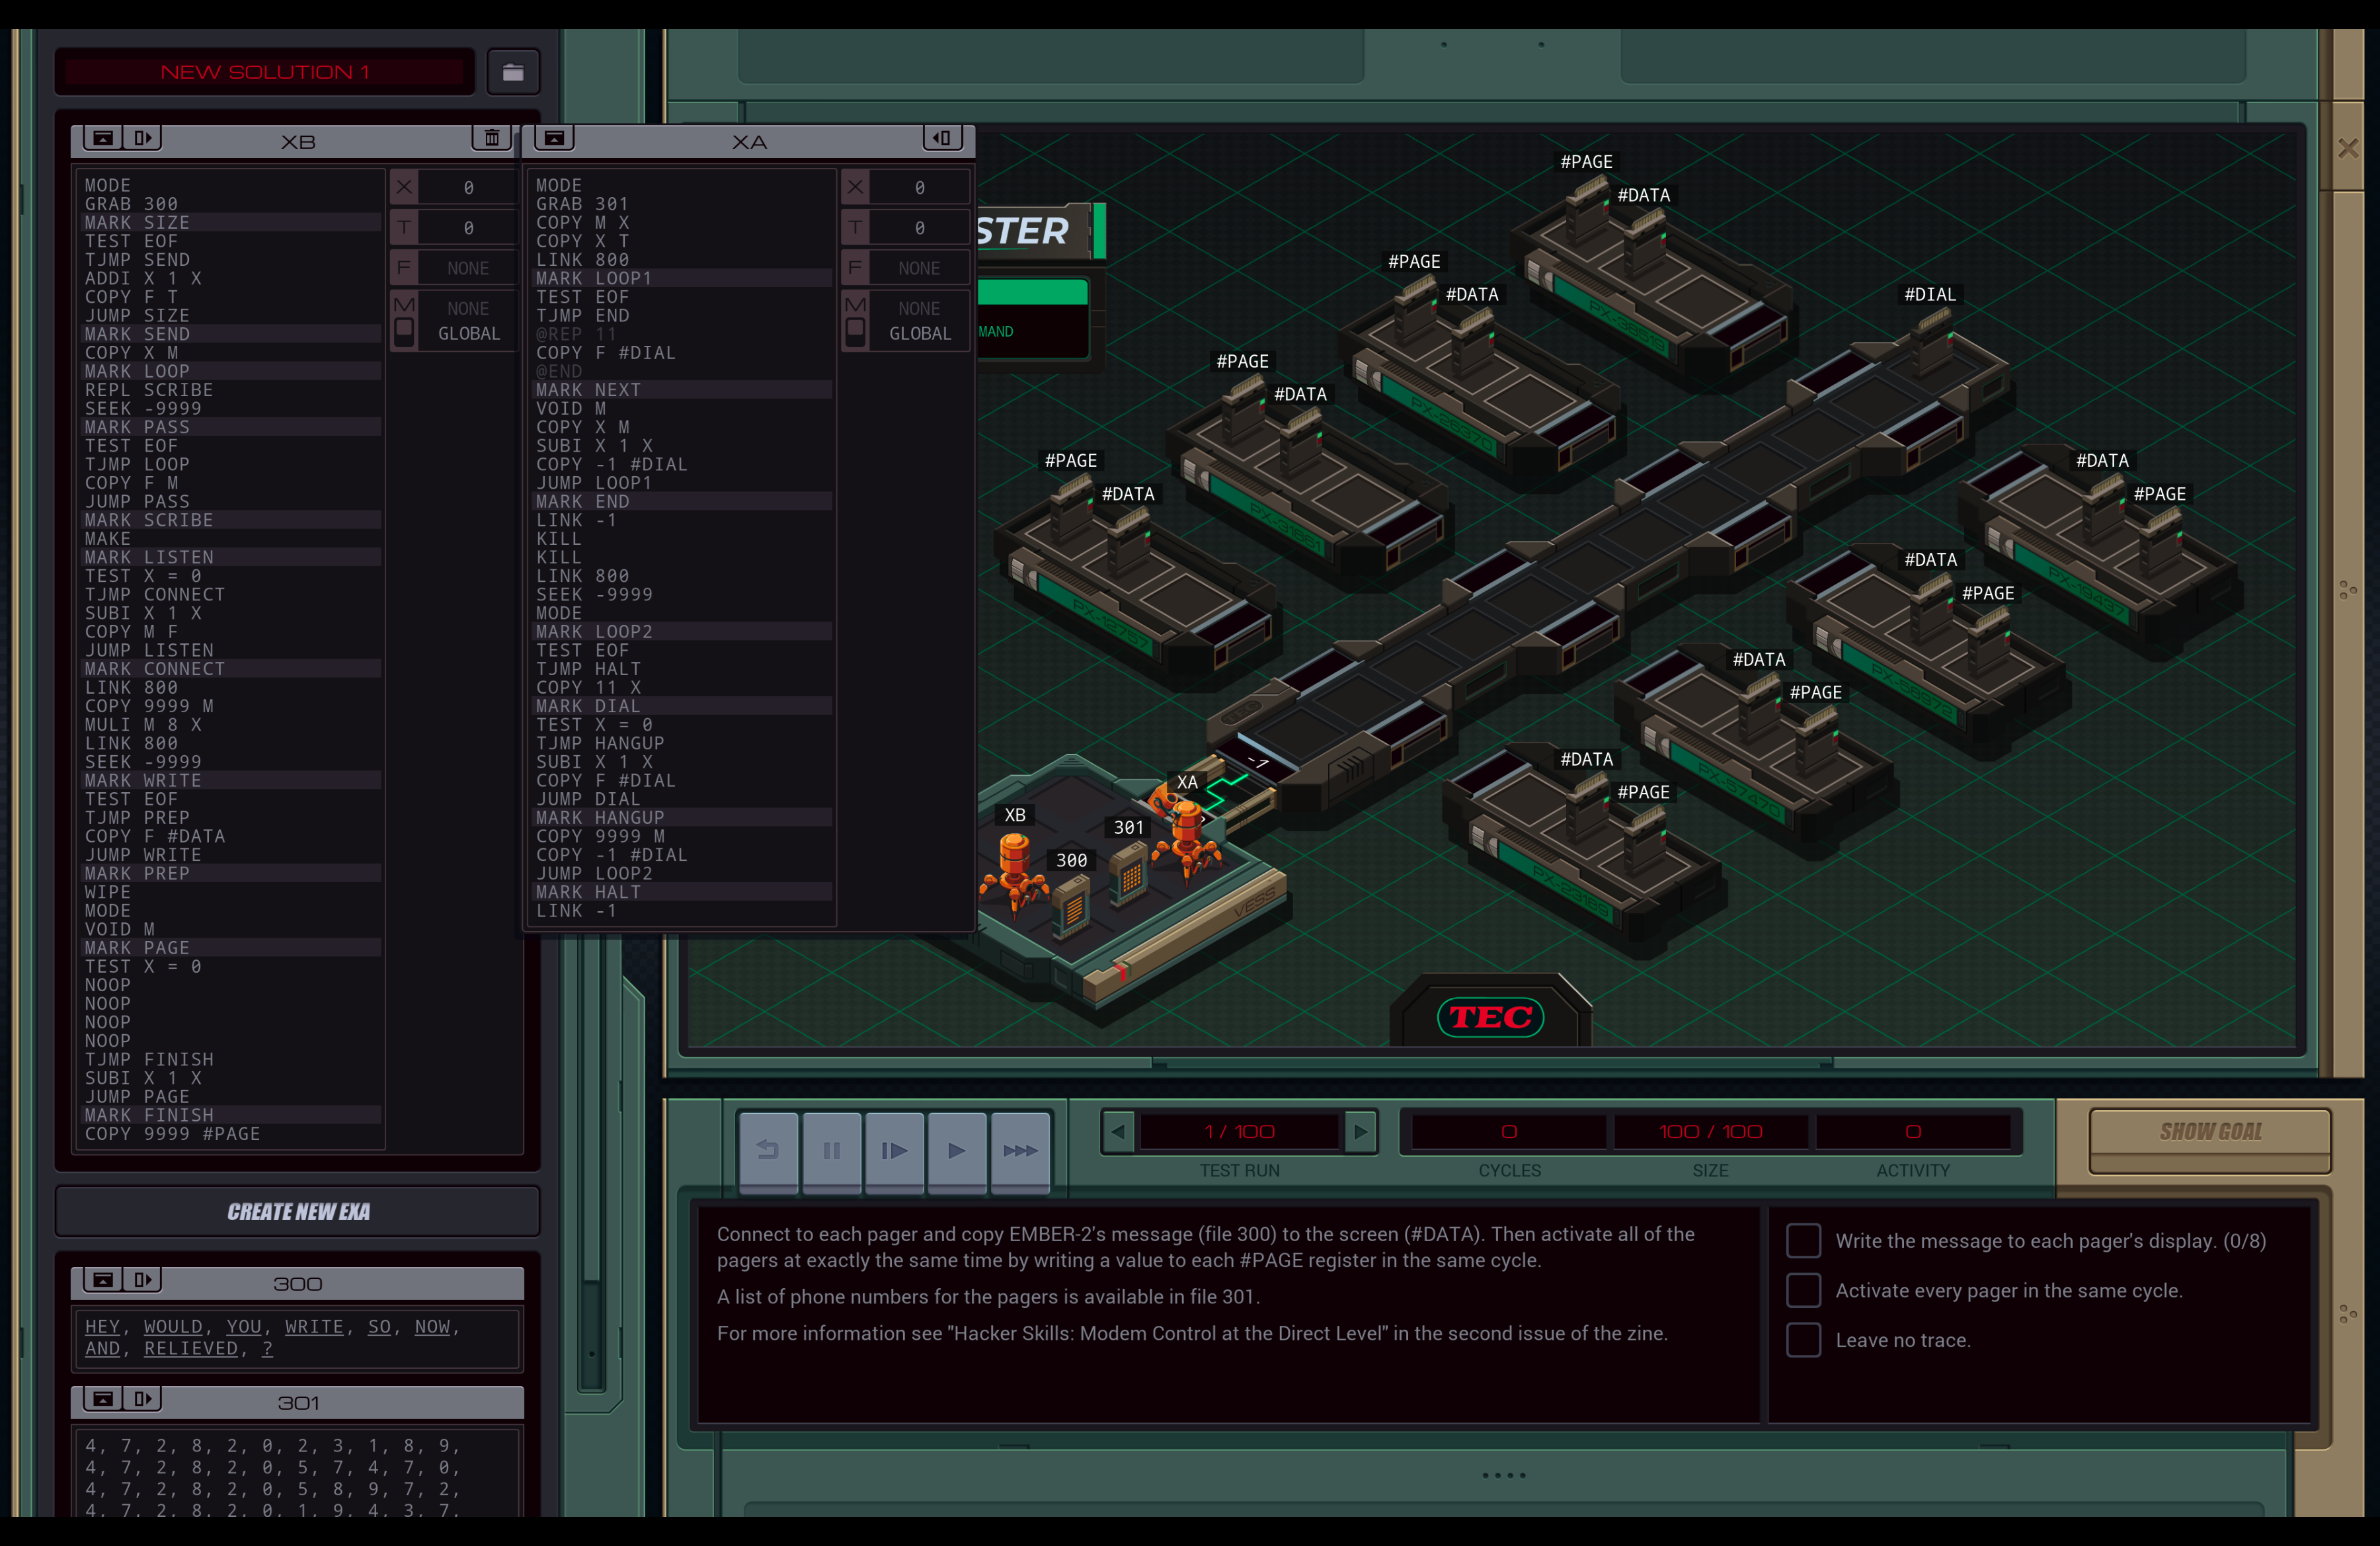 NEW SOLUTION 1
XB
MODE
GRAB 300
MARK SIZE
TEST EOF
TJMP SEND
ADDI X 1 X
COPY F T
JUMP SIZE
MARK SEND
COPY X M
MARK LOOP
REPL SCRIBE
SEEK -9999
MARK PASS
TEST EOF
TJMP LOOP
COPY F M
JUMP PASS
MARK SCRIBE
MAKE
MARK LISTEN
TEST X = 0
TJMP CONNECT
SUBI X 1 X
COPY M F
JUMP LISTEN
MARK CONNECT
LINK 800
COPY 9999 M
MULI M 8 X
LINK 800
SEEK -9999
MARK WRITE
TEST EOF
TJMP PREP
COPY F #DATA
JUMP WRITE
MARK PREP
WIPE
MODE
VOID M
MARK PAGE
TEST X = 0
NOOP
NOOP
NOOP
NOOP
TJMP FINISH
SUBI X 1 X
JUMP PAGE
MARK FINISH
COPY 9999 #PAGE
X 0
T 0
F NONE
M NONE
GLOBAL
XA
MODE
GRAB 301
COPY M X
COPY X T
LINK 800
MARK LOOP1
TEST EOF
TJMP END
@REP 11
COPY F #DIAL
@END
MARK NEXT
VOID M
COPY X M
SUBI X 1 X
COPY -1 #DIAL
JUMP LOOP1
MARK END
LINK -1
KILL
KILL
LINK 800
SEEK -9999
MODE
MARK LOOP2
TEST EOF
TJMP HALT
COPY 11 X
MARK DIAL
TEST X = 0
TJMP HANGUP
SUBI X 1 X
COPY F #DIAL
JUMP DIAL
MARK HANGUP
COPY 9999 M
COPY -1 #DIAL
JUMP LOOP2
MARK HALT
LINK -1
X 0
T 0
F NONE
M NONE
GLOBAL
STER
MAND
#PAGE
#DATA
#PAGE
#DATA
#DIAL
#PAGE
#DATA
#PAGE
#DATA
#DATA
#PAGE
#DATA
#PAGE
#DATA
#PAGE
#DATA
#PAGE
XB
XA
300
301
-1
VESS
TEC
CREATE NEW EXA
300
HEY, WOULD, YOU, WRITE, SO, NOW,
AND, RELIEVED, ?
301
4, 7, 2, 8, 2, 0, 2, 3, 1, 8, 9,
4, 7, 2, 8, 2, 0, 5, 7, 4, 7, 0,
4, 7, 2, 8, 2, 0, 5, 8, 9, 7, 2,
4, 7, 2, 8, 2, 0, 1, 9, 4, 3, 7,
1 / 100
TEST RUN
0
CYCLES
100 / 100
SIZE
0
ACTIVITY
SHOW GOAL
Connect to each pager and copy EMBER-2's message (file 300) to the screen (#DATA). Then activate all of the
pagers at exactly the same time by writing a value to each #PAGE register in the same cycle.
A list of phone numbers for the pagers is available in file 301.
For more information see "Hacker Skills: Modem Control at the Direct Level" in the second issue of the zine.
Write the message to each pager's display. (0/8)
Activate every pager in the same cycle.
Leave no trace.